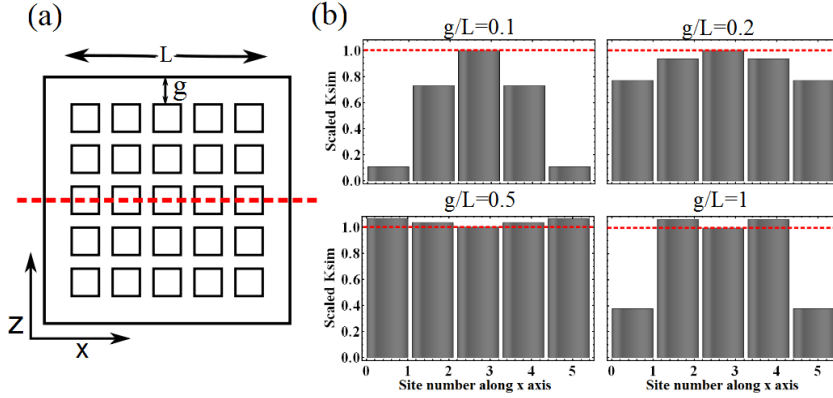 (a)
L
g
Z
x
(b)
g/L=0.1
g/L=0.2
Scaled Ksim
1.0
0.8
0.6
0.4
0.2
0.0
g/L=0.5
g/L=1
Scaled Ksim
1.0
0.8
0.6
0.4
0.2
0.0
0 1 2 3 4 5
0 1 2 3 4 5
Site number along x axis
Site number along x axis